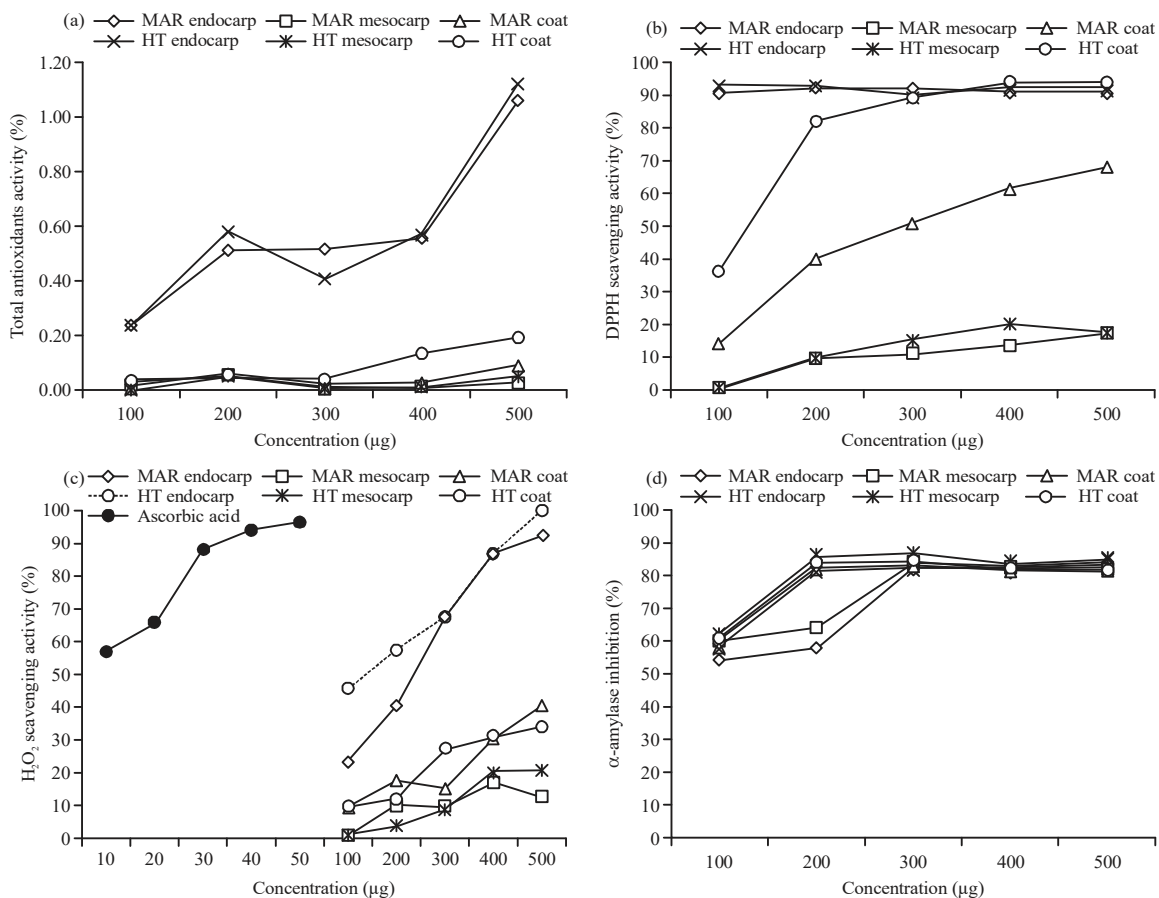 (a) MAR endocarp MAR mesocarp MAR coat
HT endocarp HT mesocarp HT coat
1.20
1.00
0.80
0.60
0.40
0.20
0.00
Total antioxidants activity (%)
100 200 300 400 500
Concentration (µg)
(b) MAR endocarp MAR mesocarp MAR coat
HT endocarp HT mesocarp HT coat
100
90
80
70
60
50
40
30
20
10
0
DPPH scavenging activity (%)
100 200 300 400 500
Concentration (µg)
(c) MAR endocarp MAR mesocarp MAR coat
HT endocarp HT mesocarp HT coat
Ascorbic acid
100
90
80
70
60
50
40
30
20
10
0
H₂O₂ scavenging activity (%)
10 20 30 40 50 100 200 300 400 500
Concentration (µg)
(d) MAR endocarp MAR mesocarp MAR coat
HT endocarp HT mesocarp HT coat
100
90
80
70
60
50
40
30
20
10
0
α-amylase inhibition (%)
100 200 300 400 500
Concentration (µg)